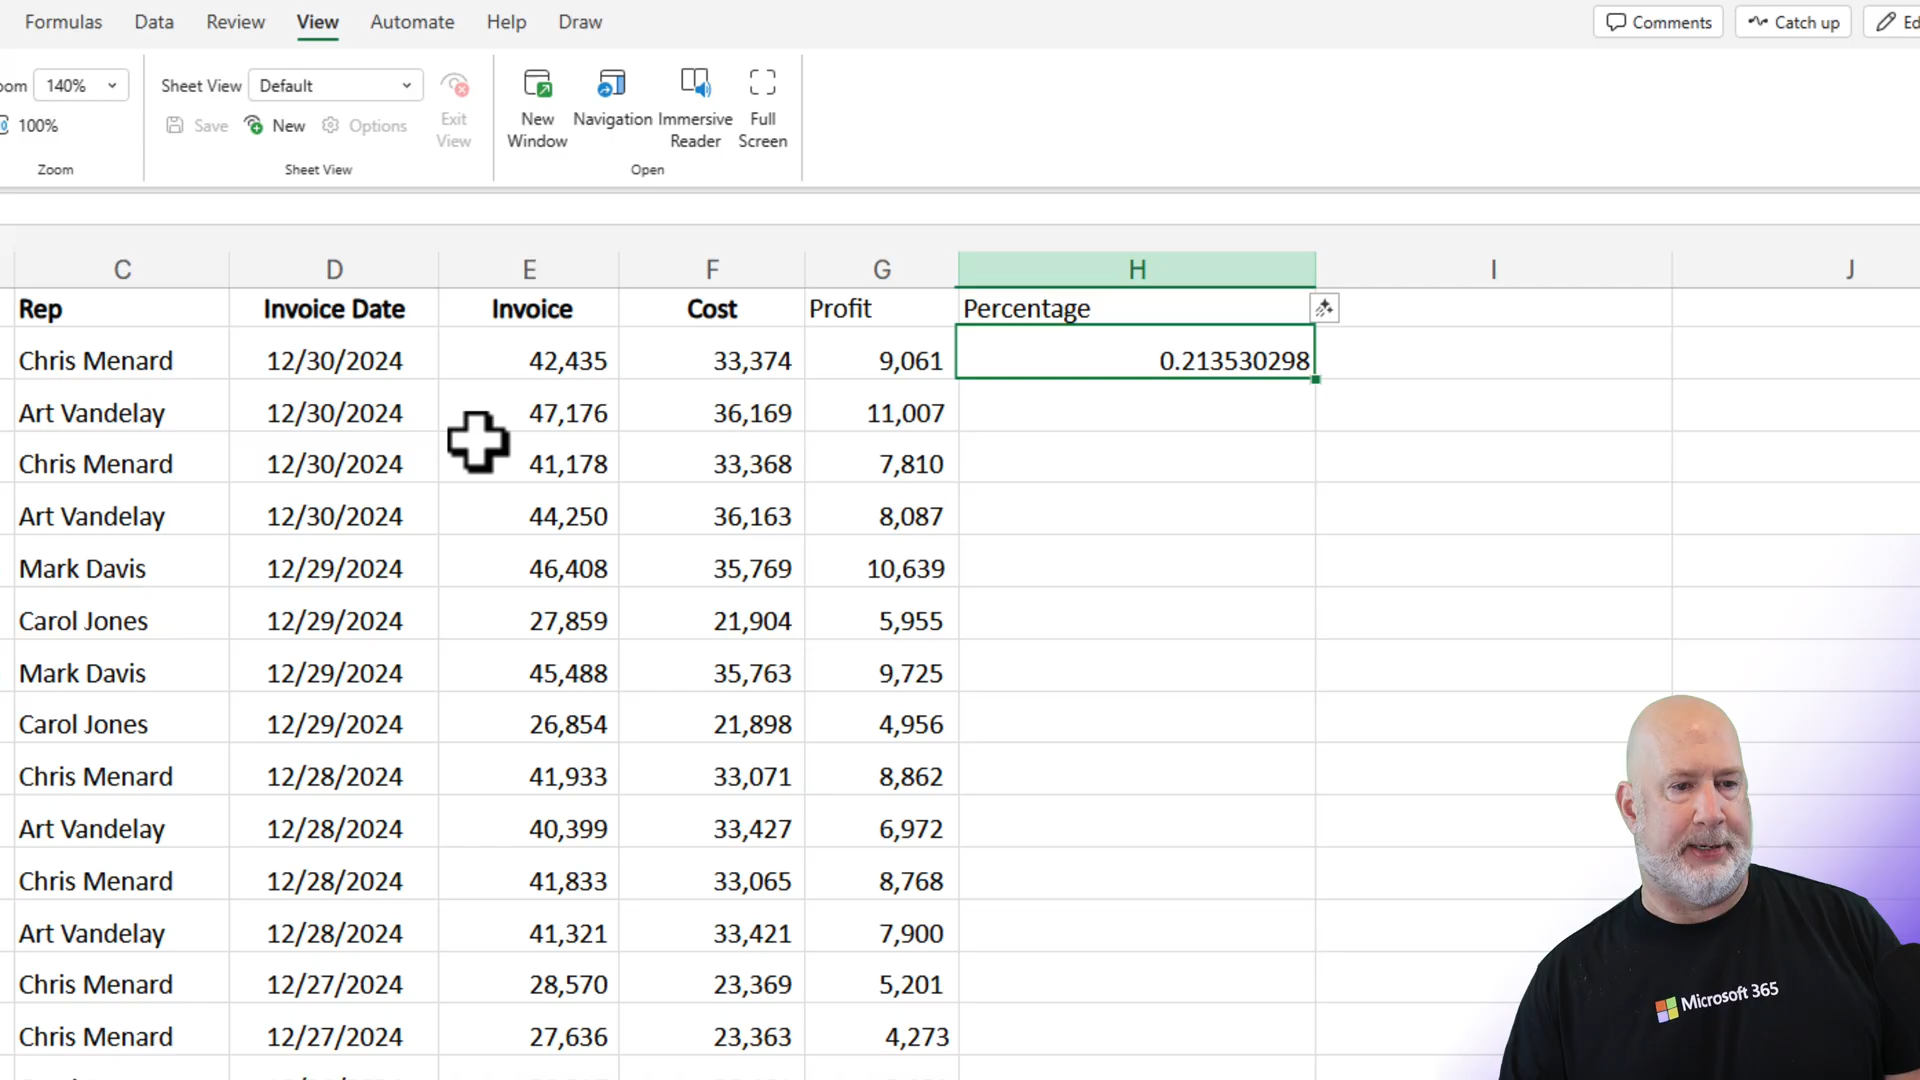 Formulas Data Review View Automate Help Draw Comments Catch up Ed
oom 140% Sheet View Default
100% Save New Options Exit View New Window Navigation Immersive Reader Full Screen
Zoom Sheet View Open
C D E F G H I J
Rep Invoice Date Invoice Cost Profit Percentage
Chris Menard 12/30/2024 42,435 33,374 9,061 0.213530298
Art Vandelay 12/30/2024 47,176 36,169 11,007
Chris Menard 12/30/2024 41,178 33,368 7,810
Art Vandelay 12/30/2024 44,250 36,163 8,087
Mark Davis 12/29/2024 46,408 35,769 10,639
Carol Jones 12/29/2024 27,859 21,904 5,955
Mark Davis 12/29/2024 45,488 35,763 9,725
Carol Jones 12/29/2024 26,854 21,898 4,956
Chris Menard 12/28/2024 41,933 33,071 8,862
Art Vandelay 12/28/2024 40,399 33,427 6,972
Chris Menard 12/28/2024 41,833 33,065 8,768
Art Vandelay 12/28/2024 41,321 33,421 7,900
Chris Menard 12/27/2024 28,570 23,369 5,201
Chris Menard 12/27/2024 27,636 23,363 4,273
Microsoft 365